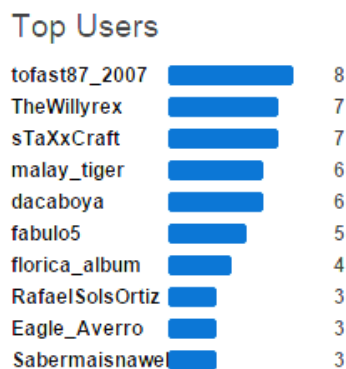 Top Users
tofast87_2007 8
TheWillyrex 7
sTaXxCraft 7
malay_tiger 6
dacaboya 6
fabulo5 5
florica_album 4
RafaelSolsOrtiz 3
Eagle_Averro 3
Sabermaisnawel 3